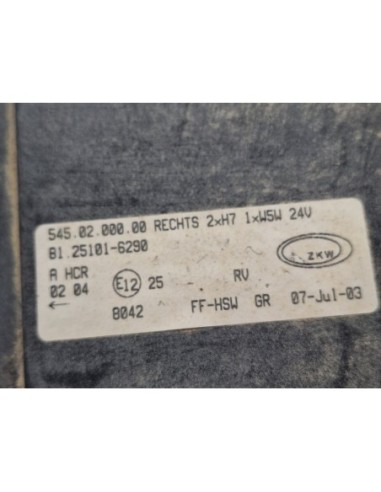 545.02.000.00 RECHTS 2xH7 1xW5W 24V
81.25101-6290
ZKW
A HCR
02 04 E12 25 RV
← 8042 FF-HSW GR 07-Jul-03